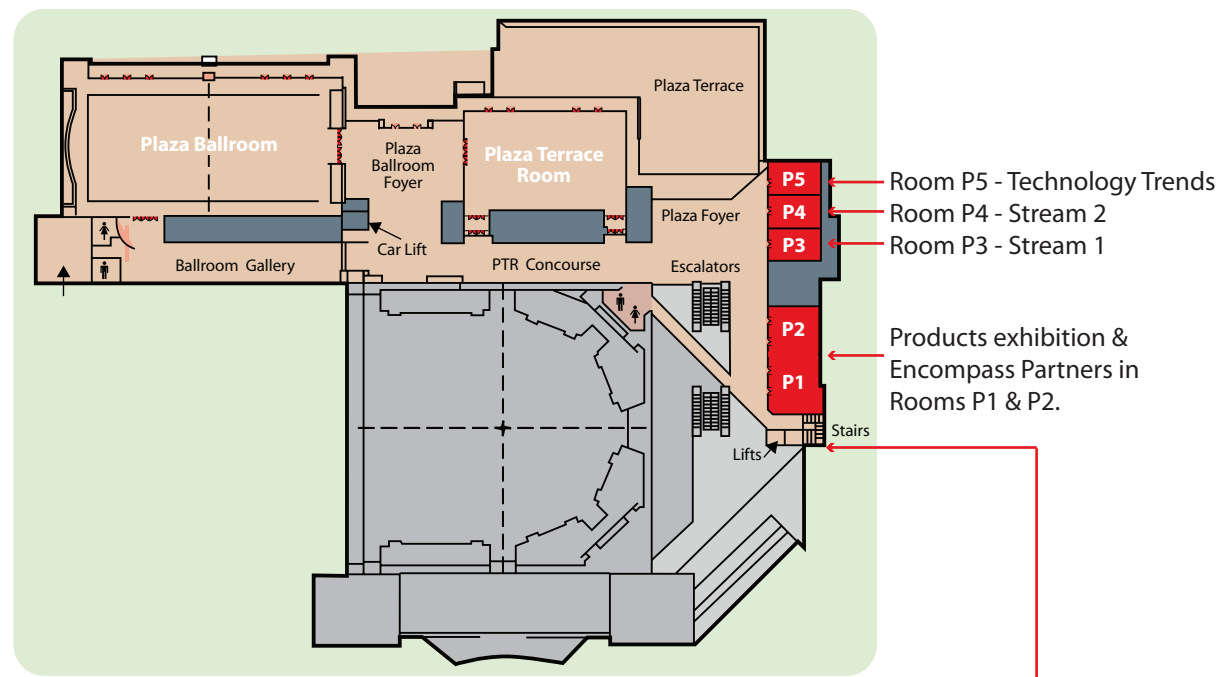 Plaza Terrace
Plaza Ballroom
Plaza
Ballroom
Foyer
Plaza Terrace
Room
P5
Room P5 - Technology Trends
P4
Room P4 - Stream 2
Plaza Foyer
P3
Room P3 - Stream 1
Car Lift
Ballroom Gallery
PTR Concourse
Escalators
P2
P1
Products exhibition &
Encompass Partners in
Rooms P1 & P2.
Stairs
Lifts